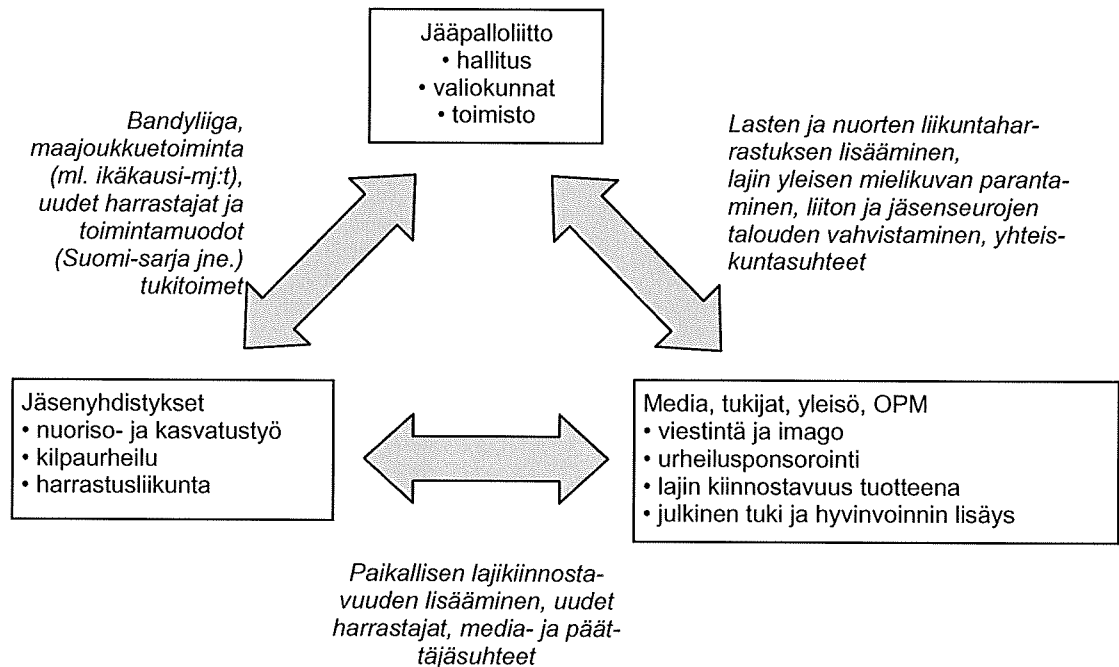 Jääpalloliitto
• hallitus
• valiokunnat
• toimisto
Bandyliiga,
maajoukkuetoiminta
(ml. ikäkausi-mj:t),
uudet harrastajat ja
toimintamuodot
(Suomi-sarja jne.)
tukitoimet
Lasten ja nuorten liikuntahar-
rastuksen lisääminen,
lajin yleisen mielikuvan paranta-
minen, liiton ja jäsenseurojen
talouden vahvistaminen, yhteis-
kuntasuhteet
Jäsenyhdistykset
• nuoriso- ja kasvatustyö
• kilpaurheilu
• harrastusliikunta
Media, tukijat, yleisö, OPM
• viestintä ja imago
• urheilusponsorointi
• lajin kiinnostavuus tuotteena
• julkinen tuki ja hyvinvoinnin lisäys
Paikallisen lajikiinnosta-
vuuden lisääminen, uudet
harrastajat, media- ja päät-
täjäsuhteet